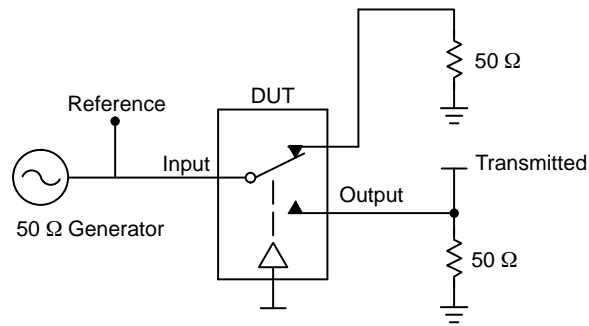 50 Ω
Reference
DUT
Input
Transmitted
Output
50 Ω Generator
50 Ω